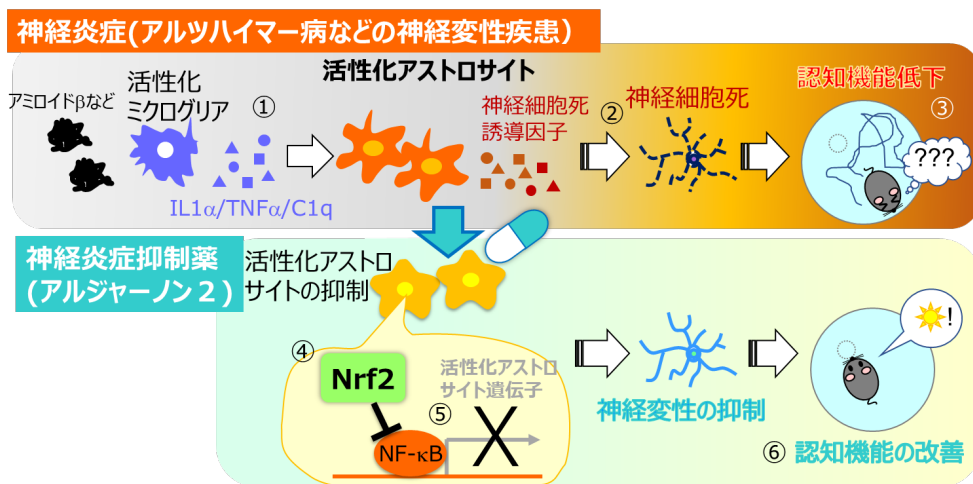 神経炎症(アルツハイマー病などの神経変性疾患）
アミロイドβなど
活性化
ミクログリア
①
IL1α/TNFα/C1q
活性化アストロサイト
神経細胞死
誘導因子
②
神経細胞死
認知機能低下
③
???
神経炎症抑制薬
(アルジャーノン２)
活性化アストロ
サイトの抑制
④
Nrf2
⑤
活性化アストロ
サイト遺伝子
X
NF-κB
神経変性の抑制
!
⑥ 認知機能の改善